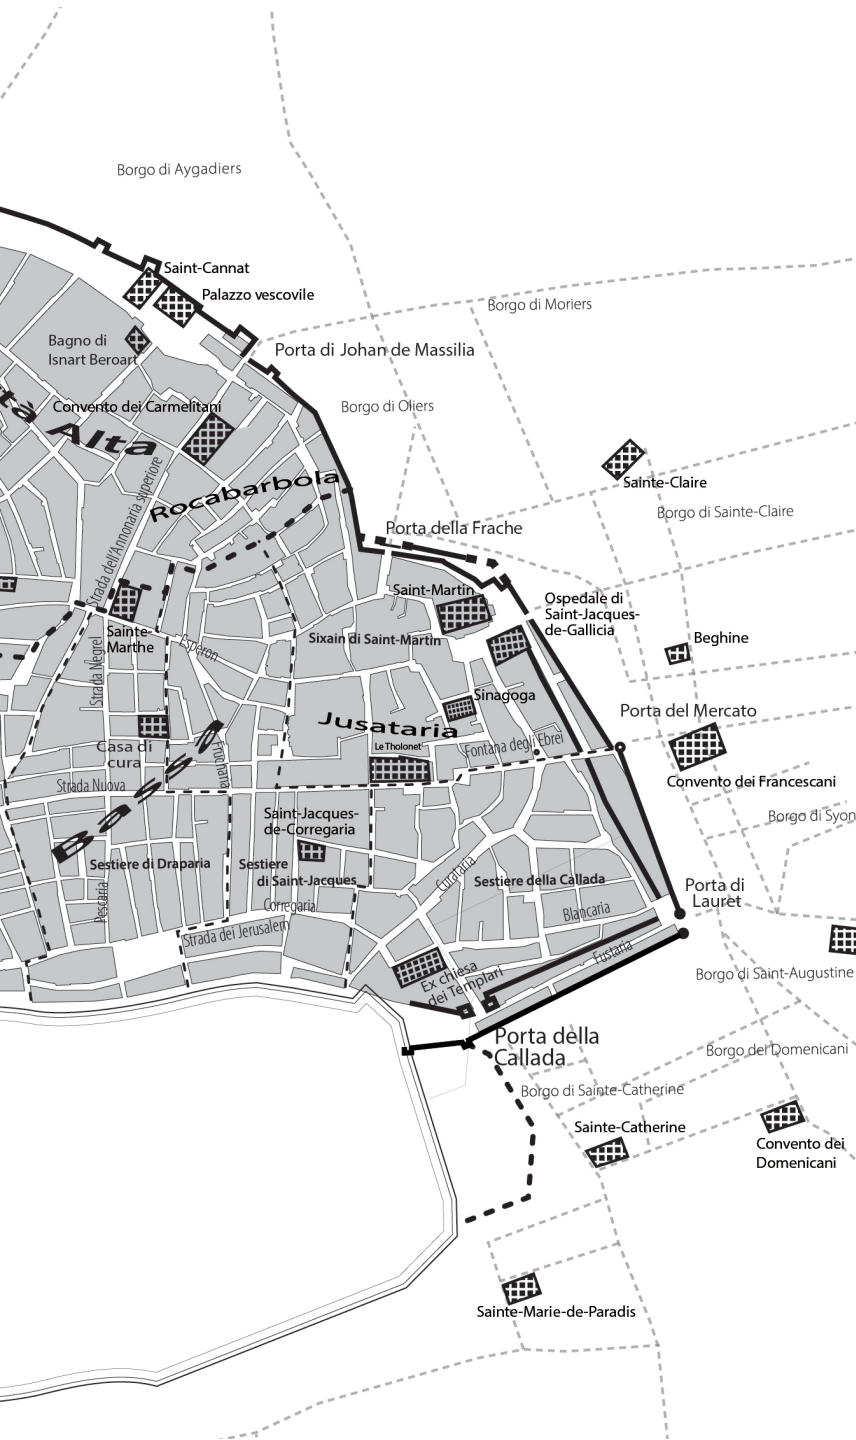 Borgo di Aygadiers
Saint-Cannat
Palazzo vescovile
Borgo di Moriers
Bagno di
Isnart Beroart
Porta di Johan de Massilia
Convento dei Carmelitani
Borgo di Oliers
Alta
Rocabarbola
Sainte-Claire
Borgo di Sainte-Claire
Strada dell'Annonaria superiore
Porta della Frache
Saint-Martin
Ospedale di
Saint-Jacques-
de-Gallicia
Sainte-
Marthe
Esperon
Sixain di Saint-Martin
Beghine
Strada Negrel
Sinagoga
Jusataria
Porta del Mercato
Le Tholonet
Fontana degli Ebrei
Casa di
cura
Frucharia
Bassa
Strada Nuova
Convento dei Francescani
Saint-Jacques-
de-Corregaria
Borgo di Syon
Sestiere di Draparia
Sestiere
di Saint-Jacques
Curataria
Sestiere della Callada
Porta di
Lauret
Pescaria
Corregaria
Blancaria
Strada dei Jerusalem
Fustaria
Ex chiesa
dei Templari
Borgo di Saint-Augustine
Porta della
Callada
Borgo dei Domenicani
Borgo di Sainte-Catherine
Sainte-Catherine
Convento dei
Domenicani
Sainte-Marie-de-Paradis